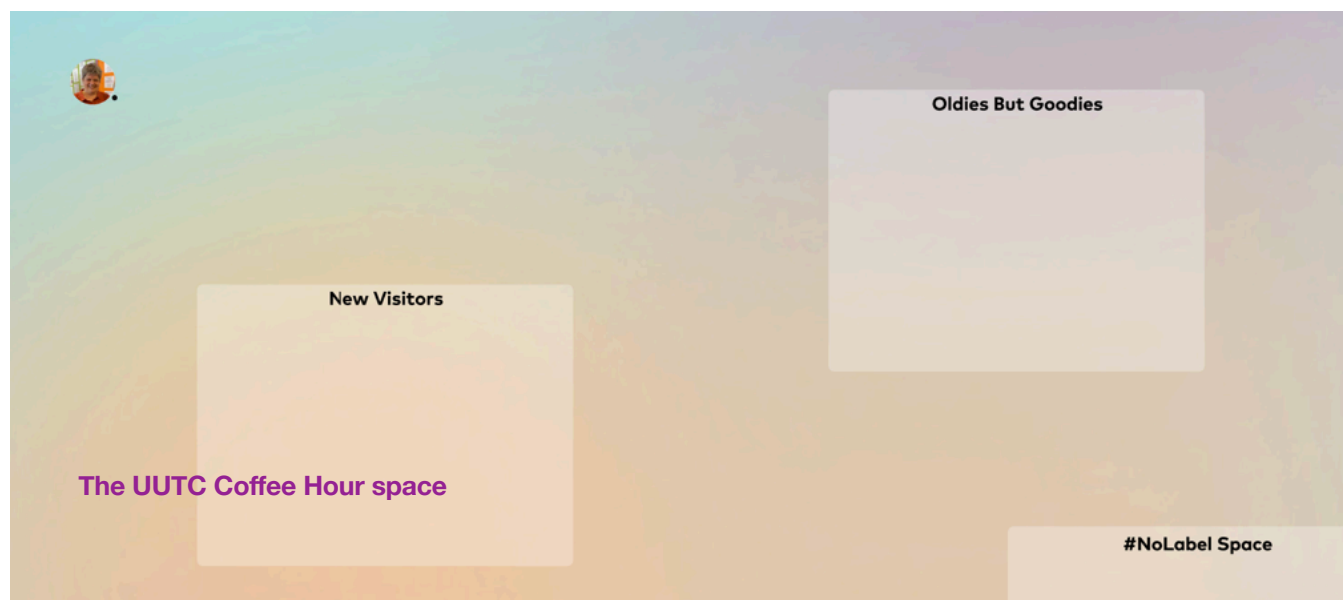 Oldies But Goodies
New Visitors
The UUTC Coffee Hour space
#NoLabel Space